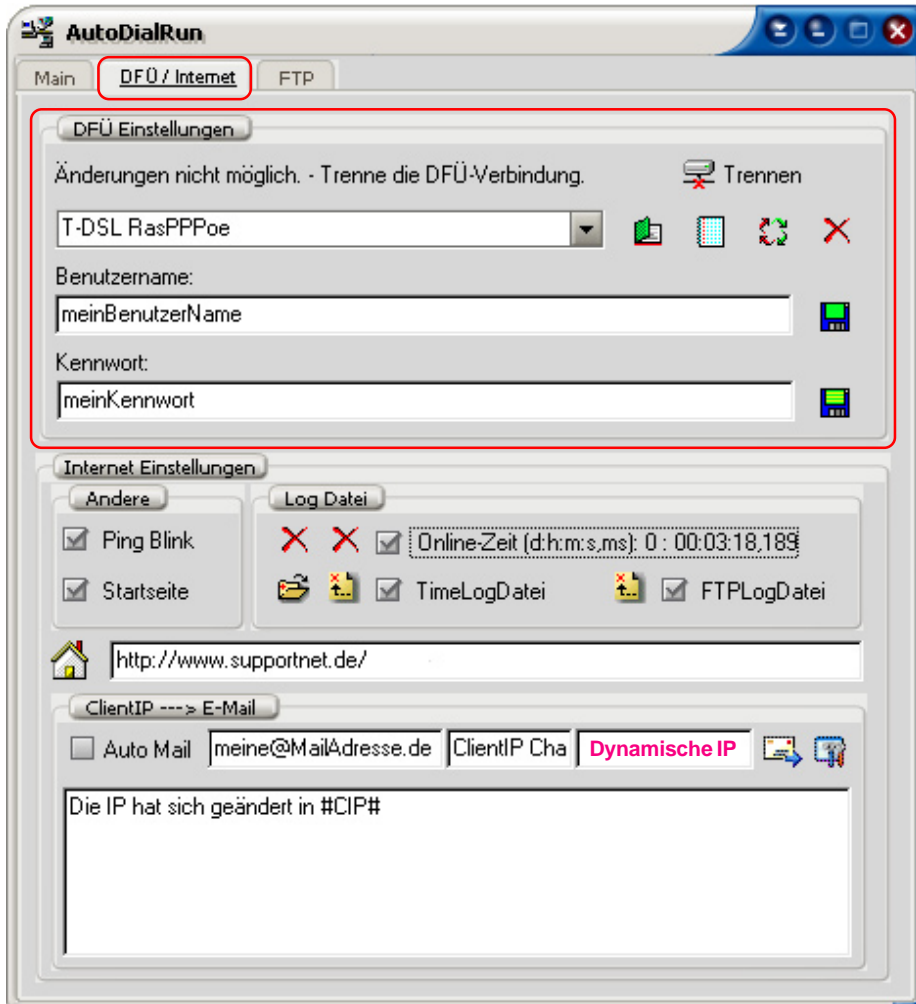 AutoDialRun
Main DFÜ / Internet FTP
DFÜ Einstellungen
Änderungen nicht möglich. - Trenne die DFÜ-Verbindung. Trennen
T-DSL RasPPPoe
Benutzername:
meinBenutzerName
Kennwort:
meinKennwort
Internet Einstellungen
Andere Log Datei
Ping Blink Online-Zeit (d:h:m:s,ms): 0 : 00:03:18,189
Startseite TimeLogDatei FTPLogDatei
http://www.supportnet.de/
ClientIP ---> E-Mail
Auto Mail meine@MailAdresse.de ClientIP Cha Dynamische IP
Die IP hat sich geändert in #CIP#